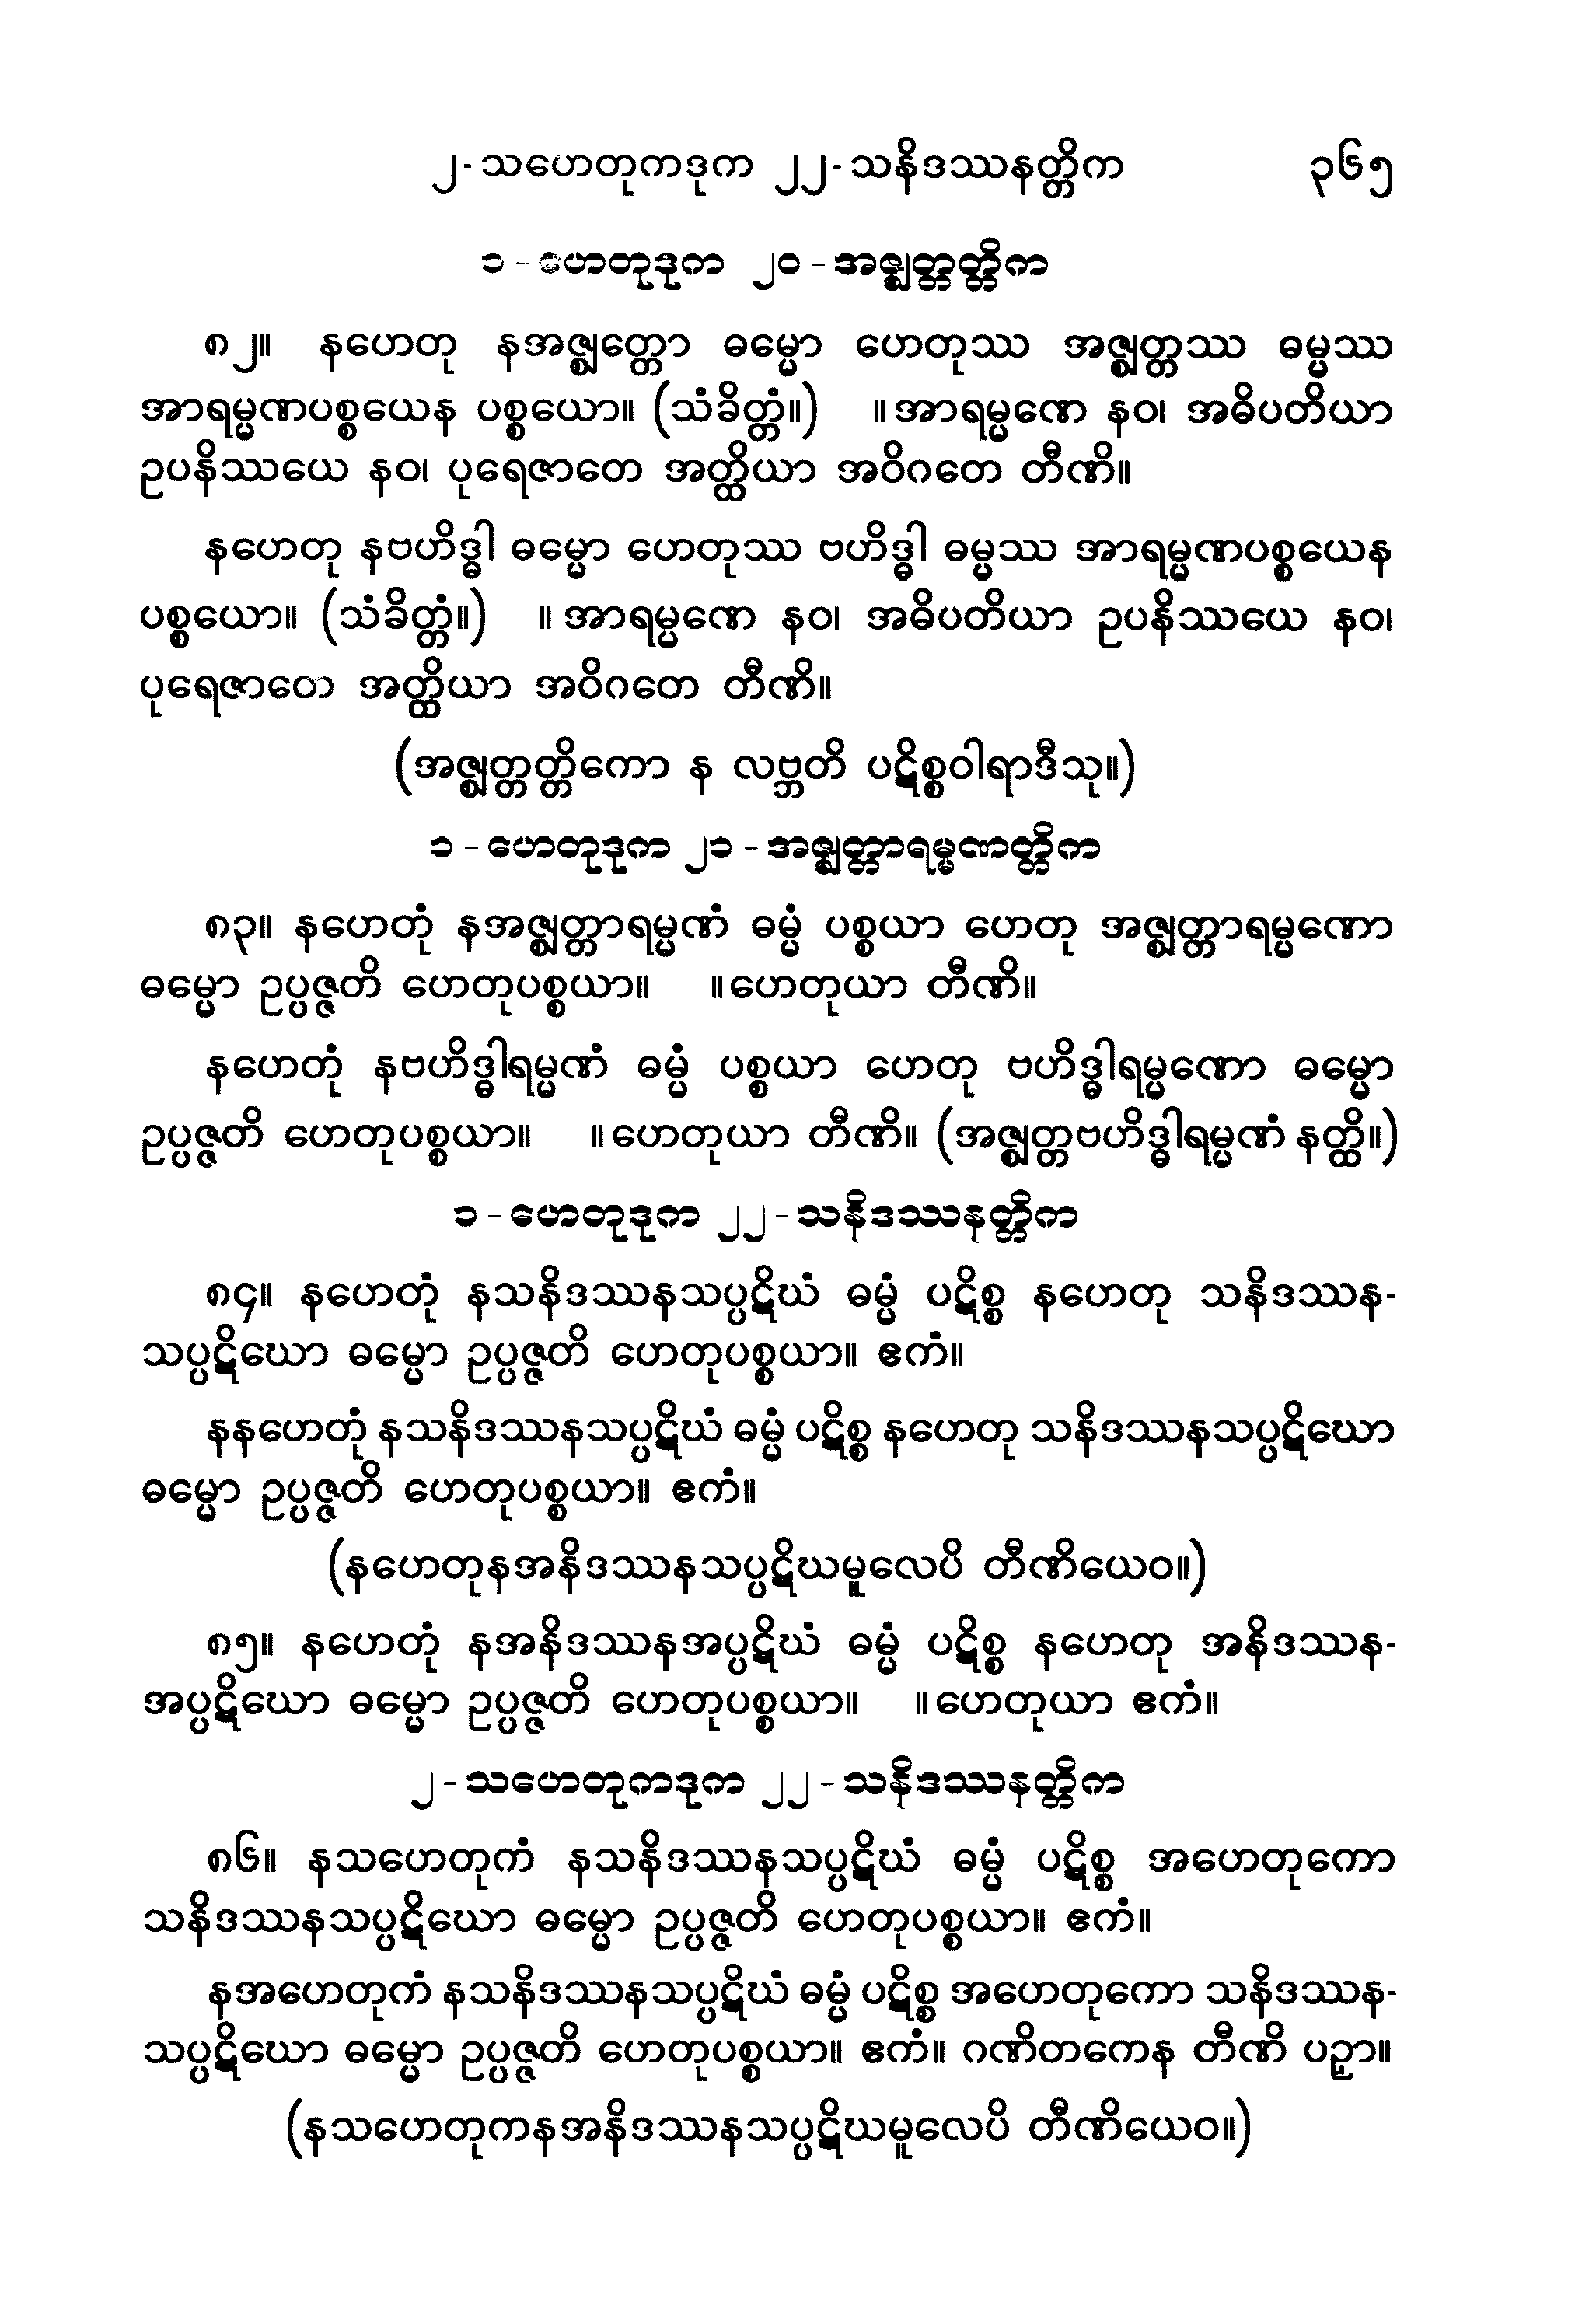 ၂-သဟေတုကဒုက ၂၂-သနိဒဿနတ္တိက ၃၆၅
၁-ဟေတုဒုက ၂၀-အဇ္ဈတ္တတ္တိက
၈၂။ နဟေတု နအဇ္ဈတ္တော ဓမ္မော ဟေတုဿ အဇ္ဈတ္တဿ ဓမ္မဿ
အာရမ္မဏပစ္စယေန ပစ္စယော။ (သံခိတ္တံ။) ။အာရမ္မဏေ နဝ၊ အဓိပတိယာ
ဥပနိဿယေ နဝ၊ ပုရေဇာတေ အတ္ထိယာ အဝိဂတေ တီဏိ။
နဟေတု နဗဟိဒ္ဓါ ဓမ္မော ဟေတုဿ ဗဟိဒ္ဓါ ဓမ္မဿ အာရမ္မဏပစ္စယေန
ပစ္စယော။ (သံခိတ္တံ။) ။အာရမ္မဏေ နဝ၊ အဓိပတိယာ ဥပနိဿယေ နဝ၊
ပုရေဇာတေ အတ္ထိယာ အဝိဂတေ တီဏိ။
(အဇ္ဈတ္တတ္တိကော န လဗ္ဘတိ ပဋိစ္စဝါရာဒီသု။)
၁-ဟေတုဒုက ၂၁-အဇ္ဈတ္တာရမ္မဏတ္တိက
၈၃။ နဟေတုံ နအဇ္ဈတ္တာရမ္မဏံ ဓမ္မံ ပစ္စယာ ဟေတု အဇ္ဈတ္တာရမ္မဏော
ဓမ္မော ဥပ္ပဇ္ဇတိ ဟေတုပစ္စယာ။ ။ဟေတုယာ တီဏိ။
နဟေတုံ နဗဟိဒ္ဓါရမ္မဏံ ဓမ္မံ ပစ္စယာ ဟေတု ဗဟိဒ္ဓါရမ္မဏော ဓမ္မော
ဥပ္ပဇ္ဇတိ ဟေတုပစ္စယာ။ ။ဟေတုယာ တီဏိ။ (အဇ္ဈတ္တဗဟိဒ္ဓါရမ္မဏံ နတ္ထိ။)
၁-ဟေတုဒုက ၂၂-သနိဒဿနတ္တိက
၈၄။ နဟေတုံ နသနိဒဿနသပ္ပဋိဃံ ဓမ္မံ ပဋိစ္စ နဟေတု သနိဒဿန-
သပ္ပဋိဃော ဓမ္မော ဥပ္ပဇ္ဇတိ ဟေတုပစ္စယာ။ ဧကံ။
နနဟေတုံ နသနိဒဿနသပ္ပဋိဃံ ဓမ္မံ ပဋိစ္စ နဟေတု သနိဒဿနသပ္ပဋိဃော
ဓမ္မော ဥပ္ပဇ္ဇတိ ဟေတုပစ္စယာ။ ဧကံ။
(နဟေတုနအနိဒဿနသပ္ပဋိဃမူလေပိ တီဏိယေဝ။)
၈၅။ နဟေတုံ နအနိဒဿနအပ္ပဋိဃံ ဓမ္မံ ပဋိစ္စ နဟေတု အနိဒဿန-
အပ္ပဋိဃော ဓမ္မော ဥပ္ပဇ္ဇတိ ဟေတုပစ္စယာ။ ။ဟေတုယာ ဧကံ။
၂-သဟေတုကဒုက ၂၂-သနိဒဿနတ္တိက
၈၆။ နသဟေတုကံ နသနိဒဿနသပ္ပဋိဃံ ဓမ္မံ ပဋိစ္စ အဟေတုကော
သနိဒဿနသပ္ပဋိဃော ဓမ္မော ဥပ္ပဇ္ဇတိ ဟေတုပစ္စယာ။ ဧကံ။
နအဟေတုကံ နသနိဒဿနသပ္ပဋိဃံ ဓမ္မံ ပဋိစ္စ အဟေတုကော သနိဒဿန-
သပ္ပဋိဃော ဓမ္မော ဥပ္ပဇ္ဇတိ ဟေတုပစ္စယာ။ ဧကံ။ ဂဏိတကေန တီဏိ ပဉှာ။
(နသဟေတုကနအနိဒဿနသပ္ပဋိဃမူလေပိ တီဏိယေဝ။)